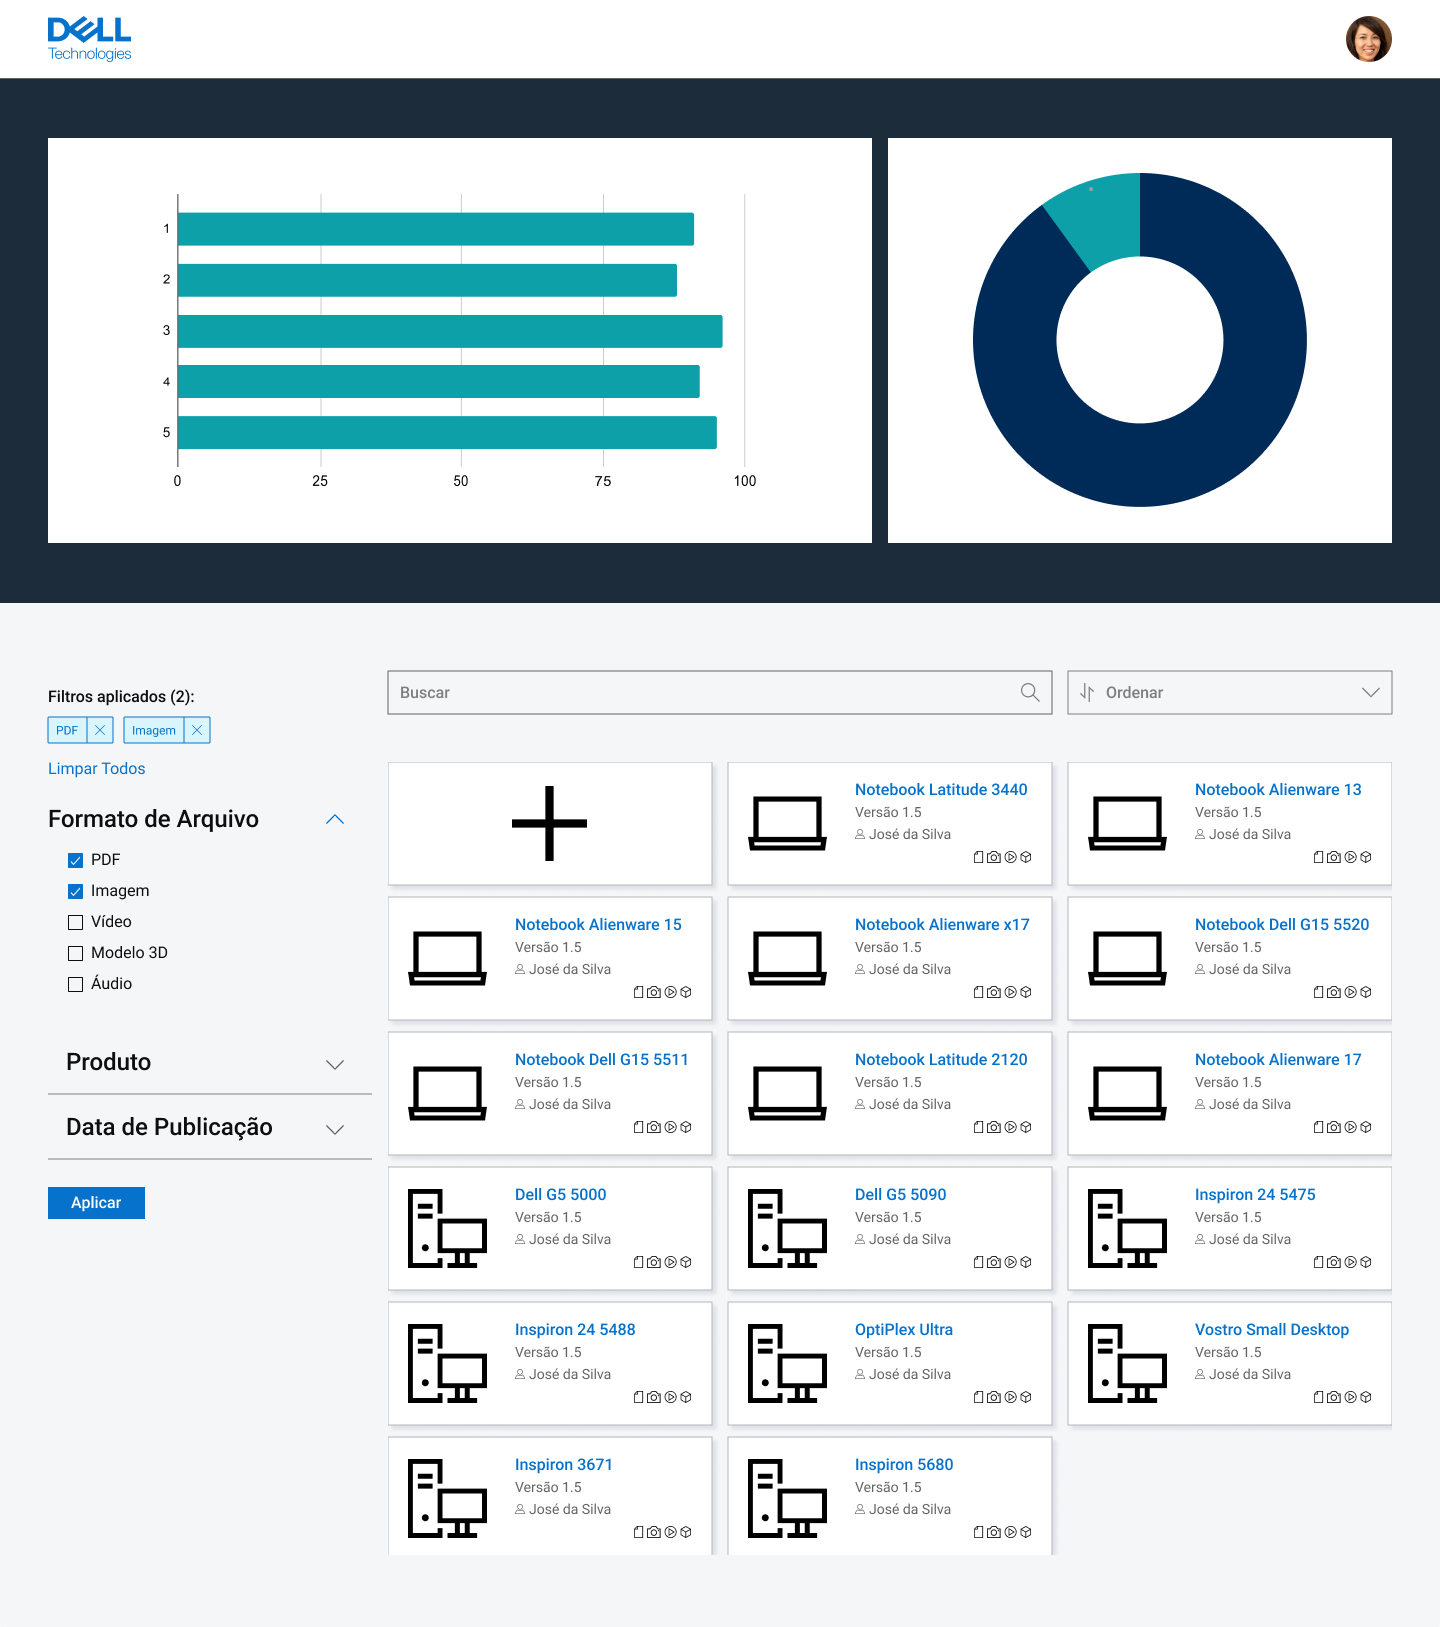 DELL
Technologies
1
2
3
4
5
0 25 50 75 100
Filtros aplicados (2):
PDF Imagem
Limpar Todos
Formato de Arquivo
PDF
Imagem
Vídeo
Modelo 3D
Áudio
Produto
Data de Publicação
Aplicar
Buscar
Ordenar
Notebook Latitude 3440
Versão 1.5
José da Silva
Notebook Alienware 13
Versão 1.5
José da Silva
Notebook Alienware 15
Versão 1.5
José da Silva
Notebook Alienware x17
Versão 1.5
José da Silva
Notebook Dell G15 5520
Versão 1.5
José da Silva
Notebook Dell G15 5511
Versão 1.5
José da Silva
Notebook Latitude 2120
Versão 1.5
José da Silva
Notebook Alienware 17
Versão 1.5
José da Silva
Dell G5 5000
Versão 1.5
José da Silva
Dell G5 5090
Versão 1.5
José da Silva
Inspiron 24 5475
Versão 1.5
José da Silva
Inspiron 24 5488
Versão 1.5
José da Silva
OptiPlex Ultra
Versão 1.5
José da Silva
Vostro Small Desktop
Versão 1.5
José da Silva
Inspiron 3671
Versão 1.5
José da Silva
Inspiron 5680
Versão 1.5
José da Silva